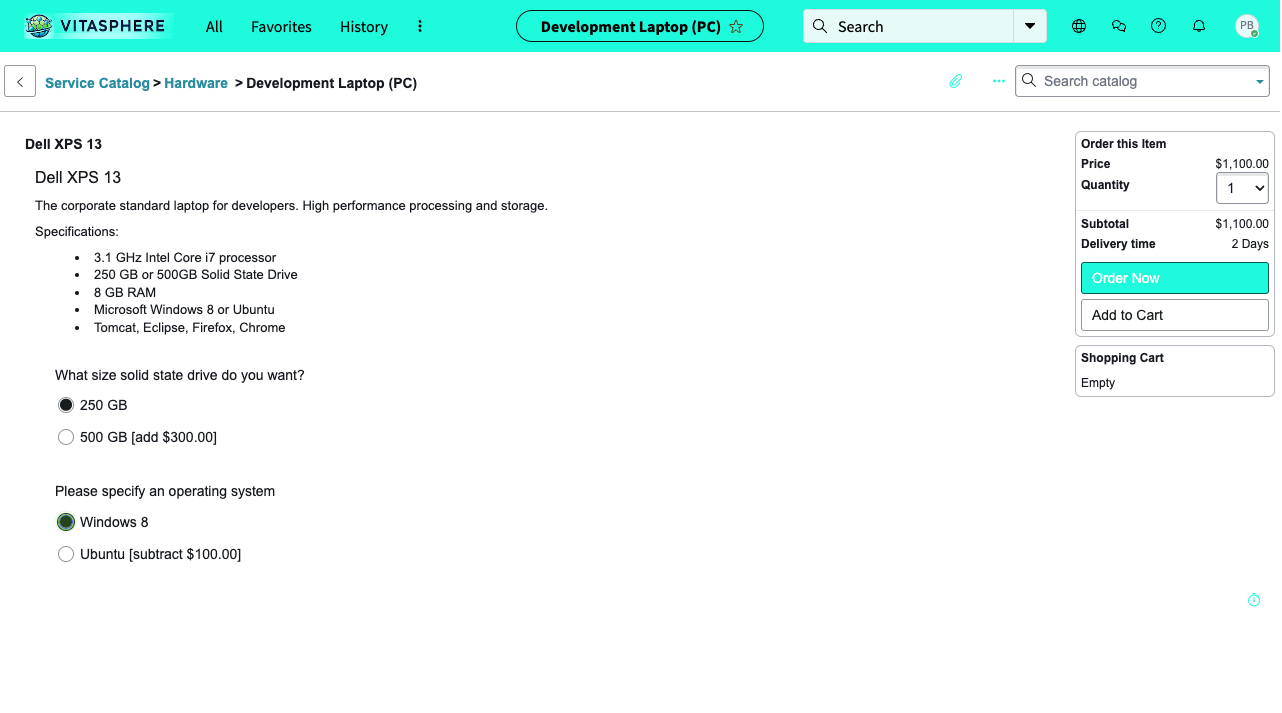 VITASPHERE
All
Favorites
History
Development Laptop (PC)
Search
PB
Service Catalog > Hardware > Development Laptop (PC)
Search catalog
Dell XPS 13
Dell XPS 13
The corporate standard laptop for developers. High performance processing and storage.
Specifications:
3.1 GHz Intel Core i7 processor
250 GB or 500GB Solid State Drive
8 GB RAM
Microsoft Windows 8 or Ubuntu
Tomcat, Eclipse, Firefox, Chrome
What size solid state drive do you want?
250 GB
500 GB [add $300.00]
Please specify an operating system
Windows 8
Ubuntu [subtract $100.00]
Order this Item
Price $1,100.00
Quantity 1
Subtotal $1,100.00
Delivery time 2 Days
Order Now
Add to Cart
Shopping Cart
Empty